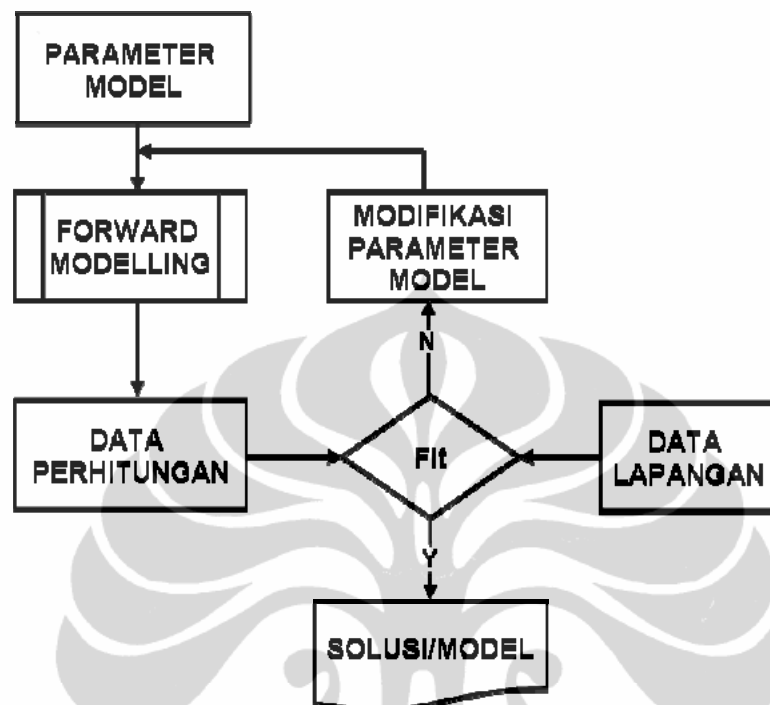 PARAMETER
MODEL
FORWARD
MODELLING
MODIFIKASI
PARAMETER
MODEL
N
DATA
PERHITUNGAN
Fit
DATA
LAPANGAN
Y
SOLUSI/MODEL